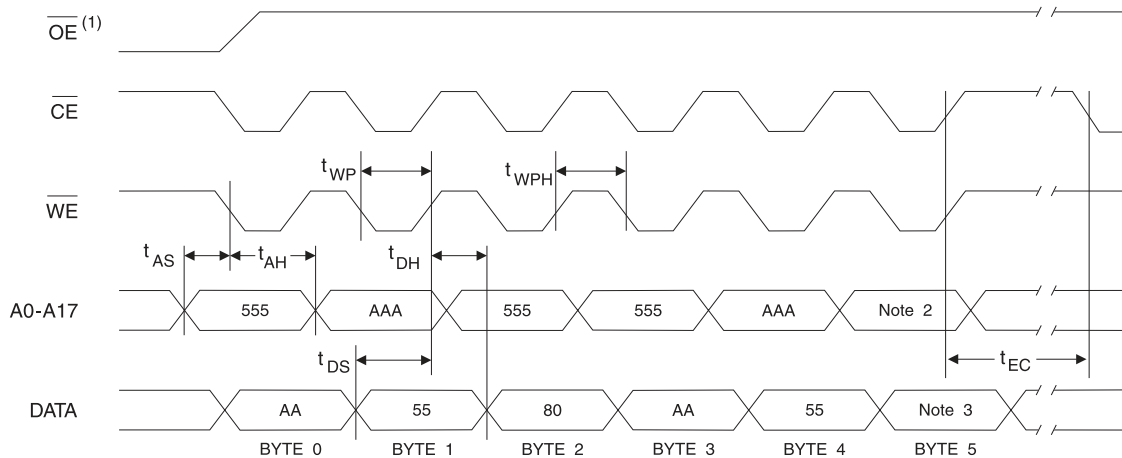 OE (1)
CE
t WP
t WPH
WE
t AS
t AH
t DH
A0-A17 555 AAA 555 555 AAA Note 2
t DS
t EC
DATA AA 55 80 AA 55 Note 3
BYTE 0 BYTE 1 BYTE 2 BYTE 3 BYTE 4 BYTE 5